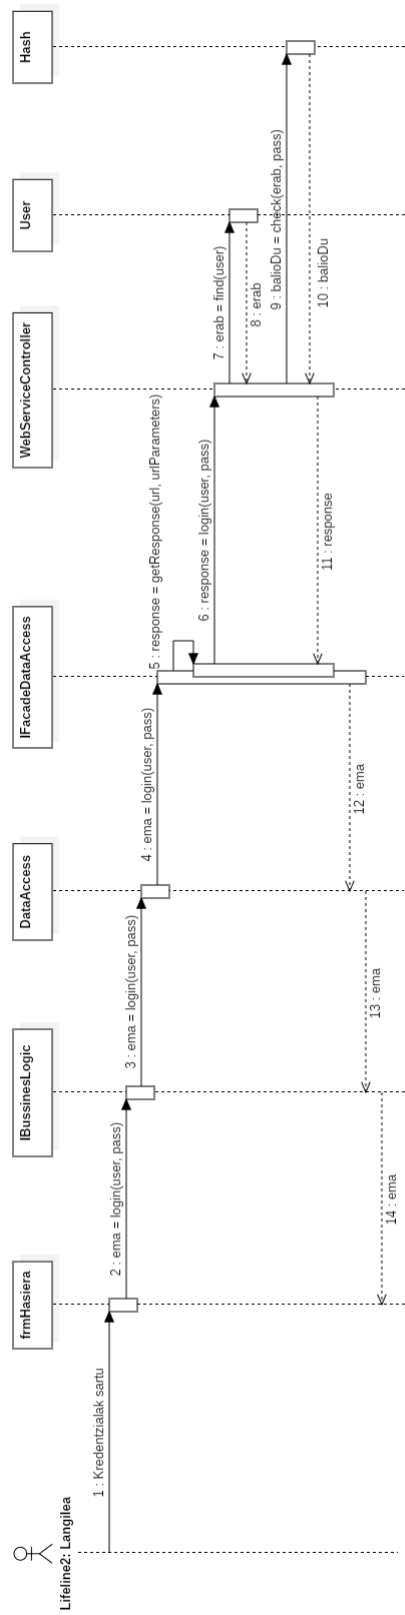 Lifeline2: Langilea
frmHasiera
IBussinesLogic
DataAccess
IFacadeDataAccess
WebServiceController
User
Hash
1 : Kredentzialak sartu
2 : ema = login(user, pass)
3 : ema = login(user, pass)
4 : ema = login(user, pass)
5 : response = getResponse(url, urlParameters)
6 : response = login(user, pass)
7 : erab = find(user)
8 : erab
9 : balioDu = check(erab, pass)
10 : balioDu
11 : response
12 : ema
13 : ema
14 : ema